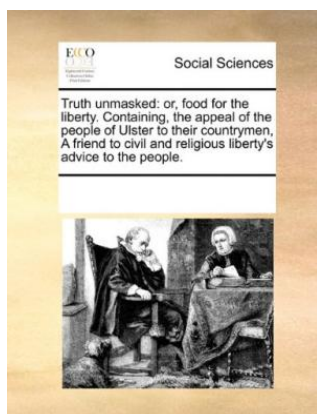 ECCO
Social Sciences
Truth unmasked: or, food for the
liberty. Containing, the appeal of the
people of Ulster to their countrymen,
A friend to civil and religious liberty's
advice to the people.